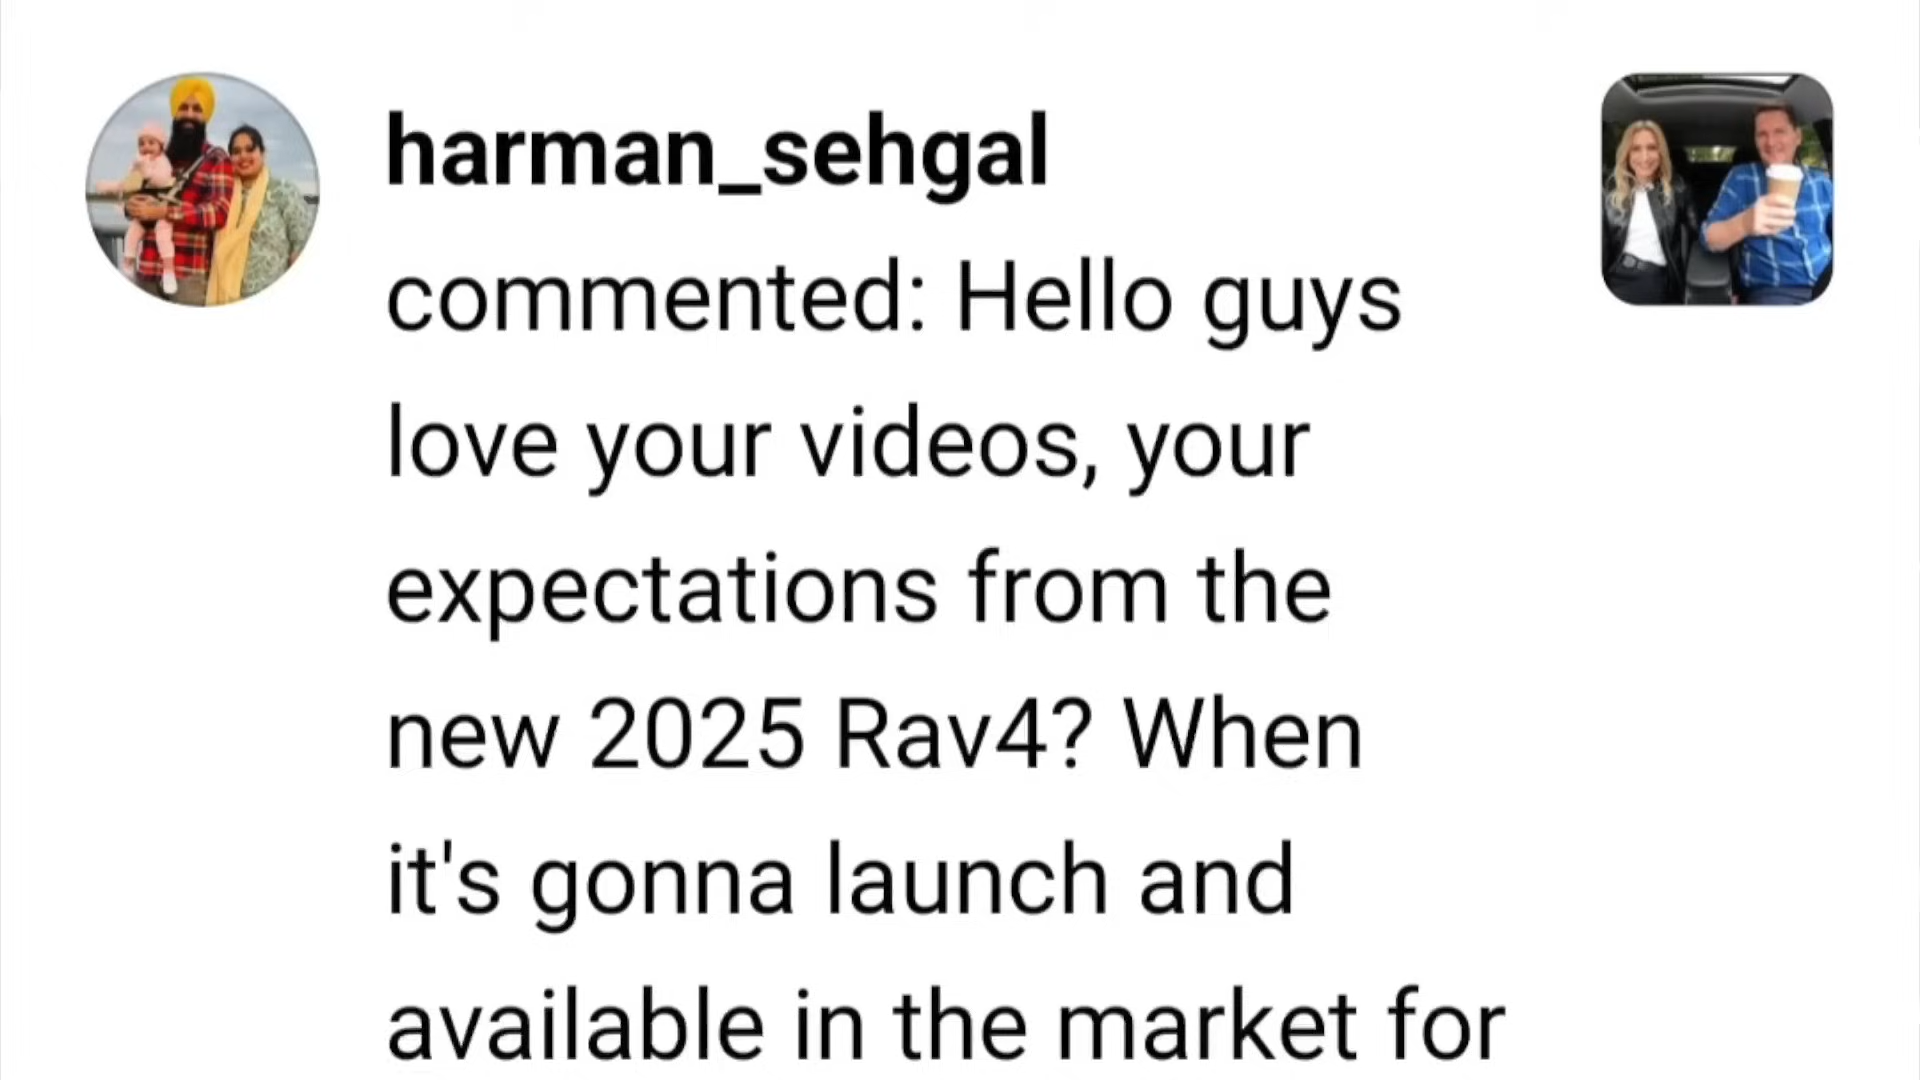 harman_sehgal
commented: Hello guys
love your videos, your
expectations from the
new 2025 Rav4? When
it's gonna launch and
available in the market for